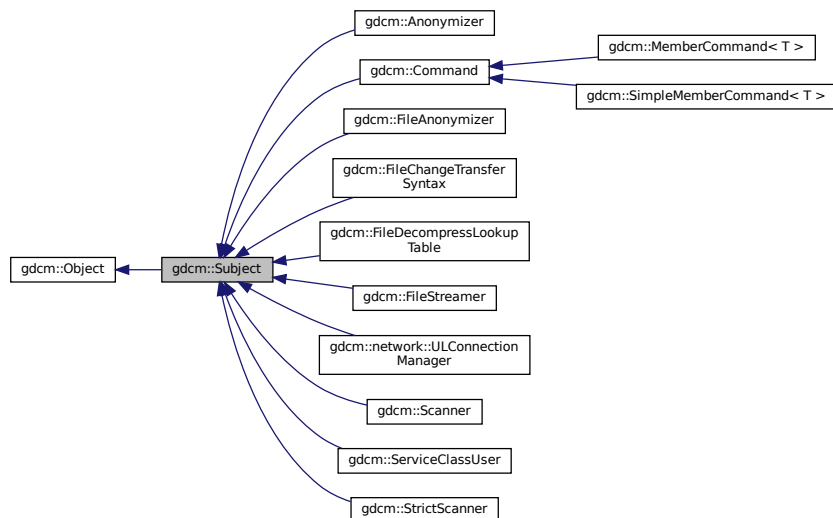 gdcm::Anonymizer
gdcm::MemberCommand< T >
gdcm::Command
gdcm::SimpleMemberCommand< T >
gdcm::FileAnonymizer
gdcm::FileChangeTransfer
Syntax
gdcm::FileDecompressLookup
Table
gdcm::Object
gdcm::Subject
gdcm::FileStreamer
gdcm::network::ULConnection
Manager
gdcm::Scanner
gdcm::ServiceClassUser
gdcm::StrictScanner